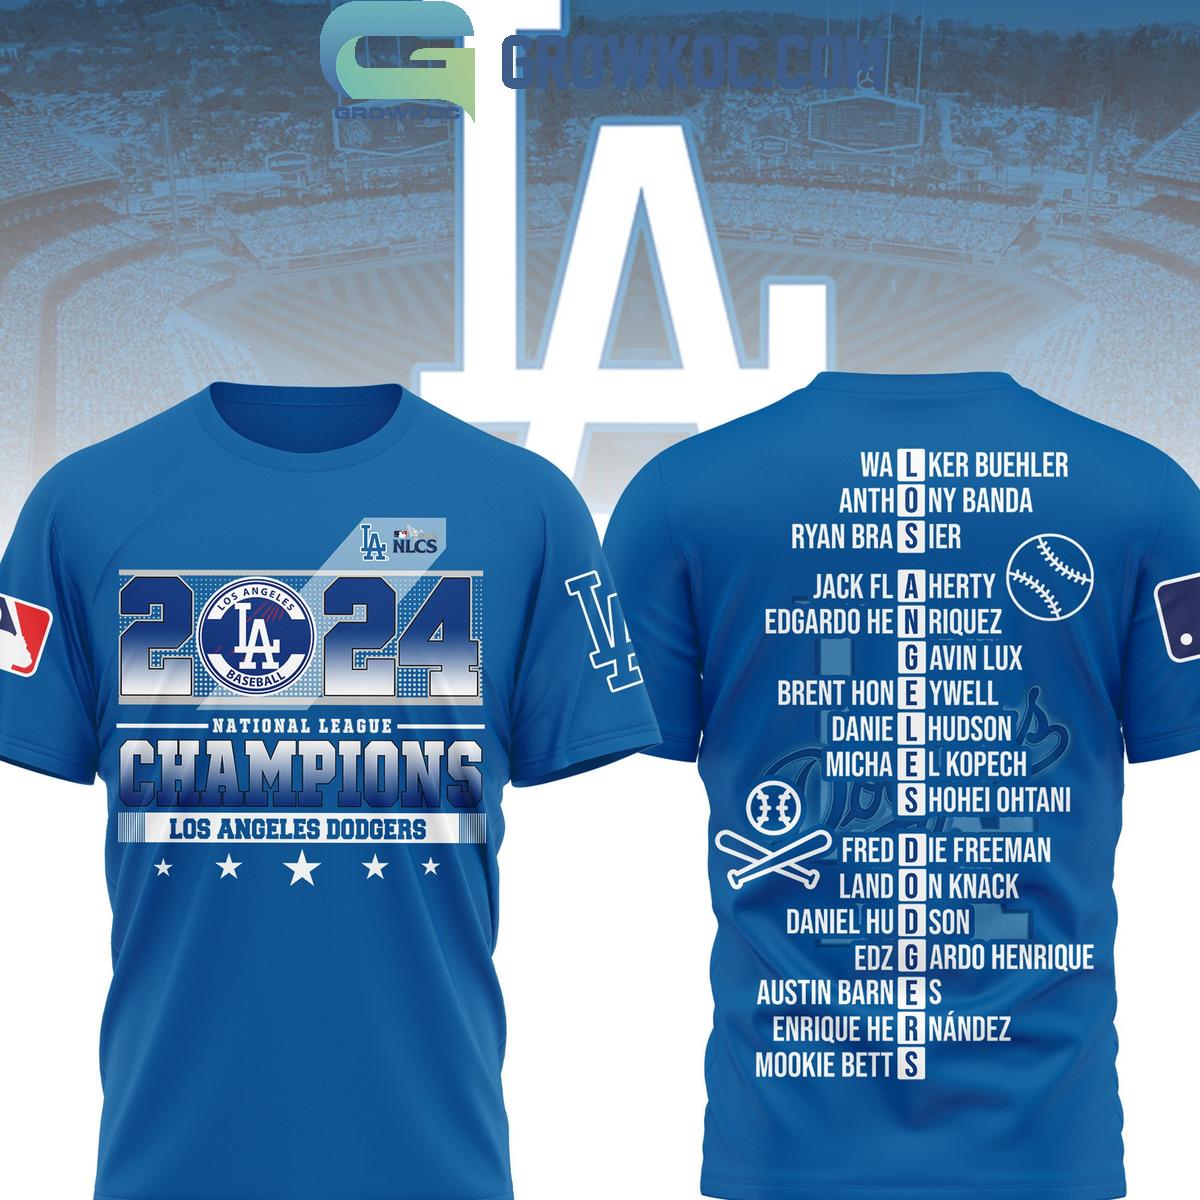 GROWKOC.COM
GROWKOC
LA
LA NLCS
2024
LOS ANGELES
LA
BASEBALL
NATIONAL LEAGUE
CHAMPIONS
LOS ANGELES DODGERS
LA
WALKER BUEHLER
ANTHONY BANDA
RYAN BRASIER
JACK FLAHERTY
EDGARDO HENRIQUEZ
GAVIN LUX
BRENT HONEYWELL
DANIEL HUDSON
MICHAEL KOPECH
SHOHEI OHTANI
FREDDIE FREEMAN
LANDON KNACK
DANIEL HUDSON
EDZGARDO HENRIQUE
AUSTIN BARNES
ENRIQUE HERNÁNDEZ
MOOKIE BETTS